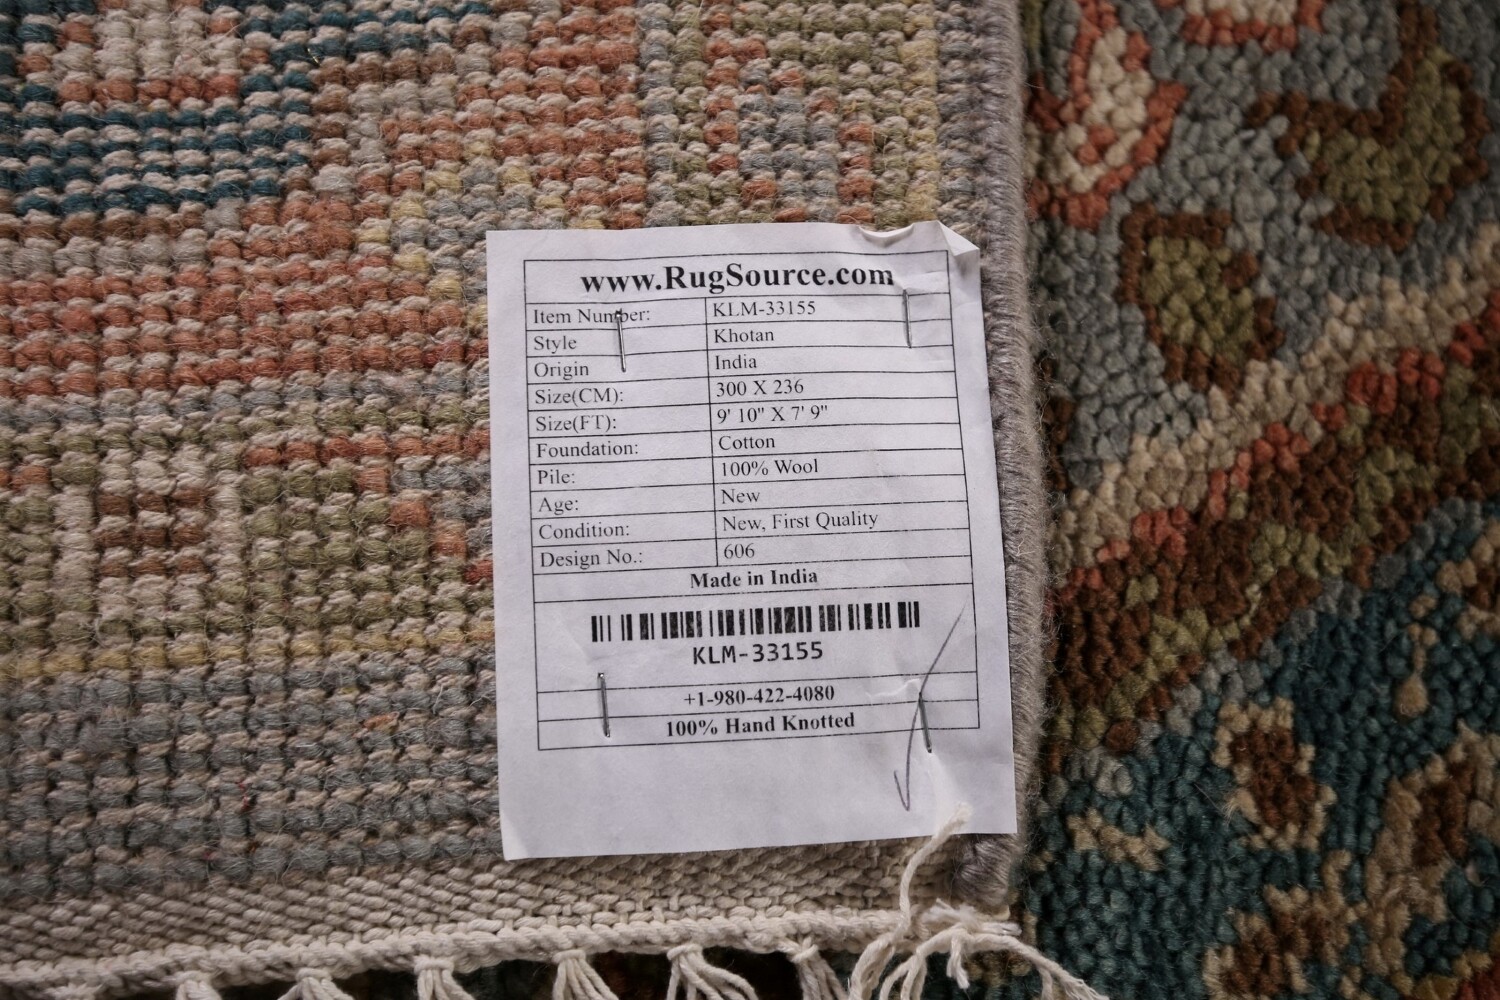 www.RugSource.com
Item Number: KLM-33155
Style Khotan
Origin India
Size(CM): 300 X 236
Size(FT): 9' 10" X 7' 9"
Foundation: Cotton
Pile: 100% Wool
Age: New
Condition: New, First Quality
Design No.: 606
Made in India
KLM-33155
+1-980-422-4080
100% Hand Knotted